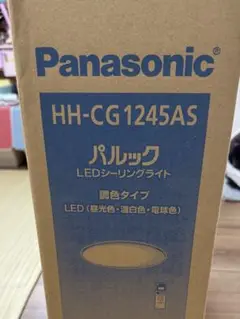 Panasonic
HH-CG1245AS
パルック
LEDシーリングライト
調色タイプ
LED（昼光色・温白色・電球色）